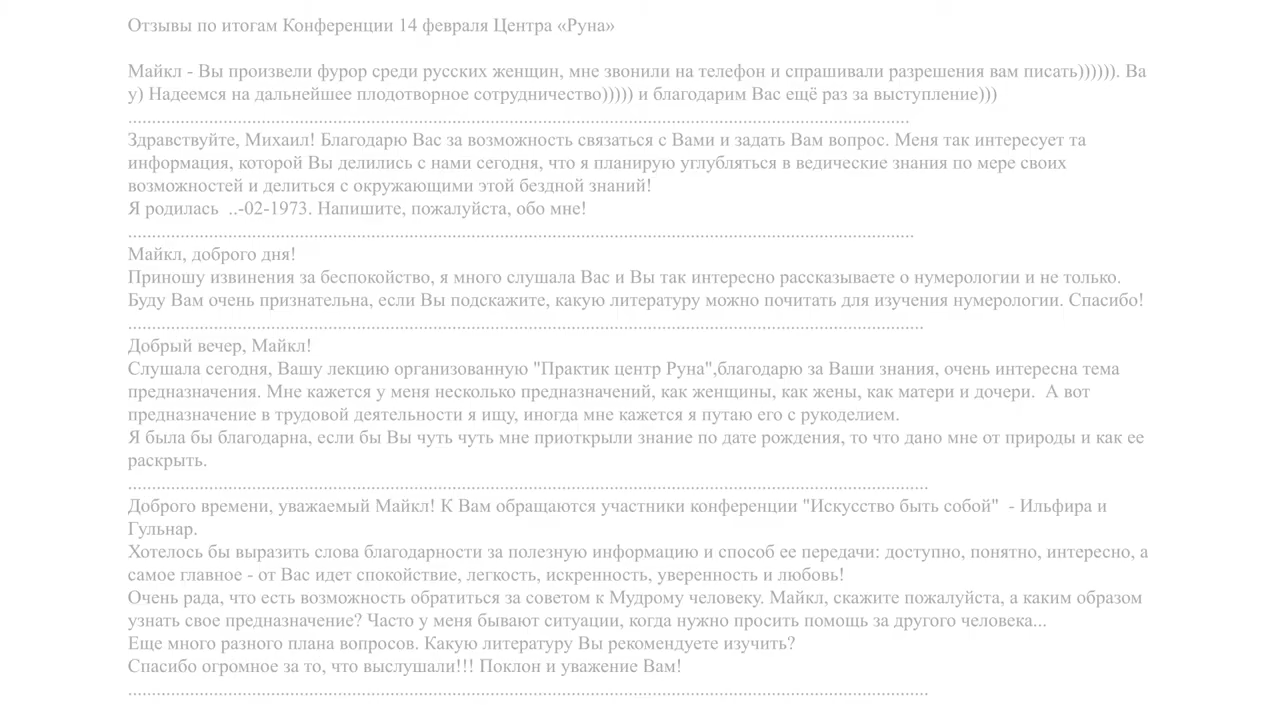 Отзывы по итогам Конференции 14 февраля Центра «Руна»
Майкл - Вы произвели фурор среди русских женщин, мне звонили на телефон и спрашивали разрешения вам писать)))))). Ва
у) Надеемся на дальнейшее плодотворное сотрудничество))))) и благодарим Вас ещё раз за выступление)))
....................................................................................................................................................................
Здравствуйте, Михаил! Благодарю Вас за возможность связаться с Вами и задать Вам вопрос. Меня так интересует та
информация, которой Вы делились с нами сегодня, что я планирую углубляться в ведические знания по мере своих
возможностей и делиться с окружающими этой бездной знаний!
Я родилась  ..-02-1973. Напишите, пожалуйста, обо мне!
.....................................................................................................................................................................
Майкл, доброго дня!
Приношу извинения за беспокойство, я много слушала Вас и Вы так интересно рассказываете о нумерологии и не только.
Буду Вам очень признательна, если Вы подскажите, какую литературу можно почитать для изучения нумерологии. Спасибо!
.......................................................................................................................................................................
Добрый вечер, Майкл!
Слушала сегодня, Вашу лекцию организованную "Практик центр Руна",благодарю за Ваши знания, очень интересна тема
предназначения. Мне кажется у меня несколько предназначений, как женщины, как жены, как матери и дочери.  А вот
предназначение в трудовой деятельности я ищу, иногда мне кажется я путаю его с рукоделием.
Я была бы благодарна, если бы Вы чуть чуть мне приоткрыли знание по дате рождения, то что дано мне от природы и как ее
раскрыть.
........................................................................................................................................................................
Доброго времени, уважаемый Майкл! К Вам обращаются участники конференции "Искусство быть собой"  - Ильфира и
Гульнар.
Хотелось бы выразить слова благодарности за полезную информацию и способ ее передачи: доступно, понятно, интересно, а
самое главное - от Вас идет спокойствие, легкость, искренность, уверенность и любовь!
Очень рада, что есть возможность обратиться за советом к Мудрому человеку. Майкл, скажите пожалуйста, а каким образом
узнать свое предназначение? Часто у меня бывают ситуации, когда нужно просить помощь за другого человека...
Еще много разного плана вопросов. Какую литературу Вы рекомендуете изучить?
Спасибо огромное за то, что выслушали!!! Поклон и уважение Вам!
........................................................................................................................................................................